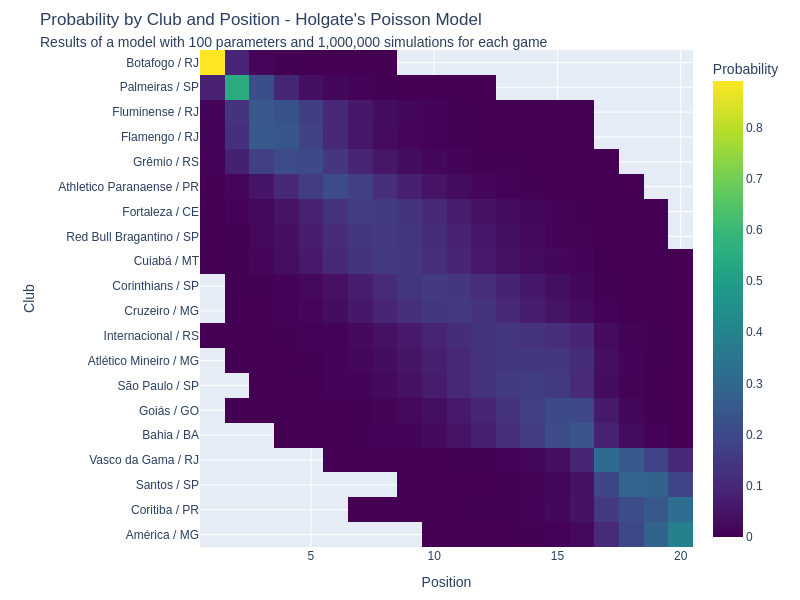 Probability by Club and Position - Holgate's Poisson Model
Results of a model with 100 parameters and 1,000,000 simulations for each game
Probability
Botafogo / RJ
Palmeiras / SP
Fluminense / RJ
Flamengo / RJ
Grêmio / RS
Athletico Paranaense / PR
Fortaleza / CE
Red Bull Bragantino / SP
Cuiabá / MT
Corinthians / SP
Cruzeiro / MG
Internacional / RS
Atlético Mineiro / MG
São Paulo / SP
Goiás / GO
Bahia / BA
Vasco da Gama / RJ
Santos / SP
Coritiba / PR
América / MG
Club
5
10
15
20
Position
0.8
0.7
0.6
0.5
0.4
0.3
0.2
0.1
0